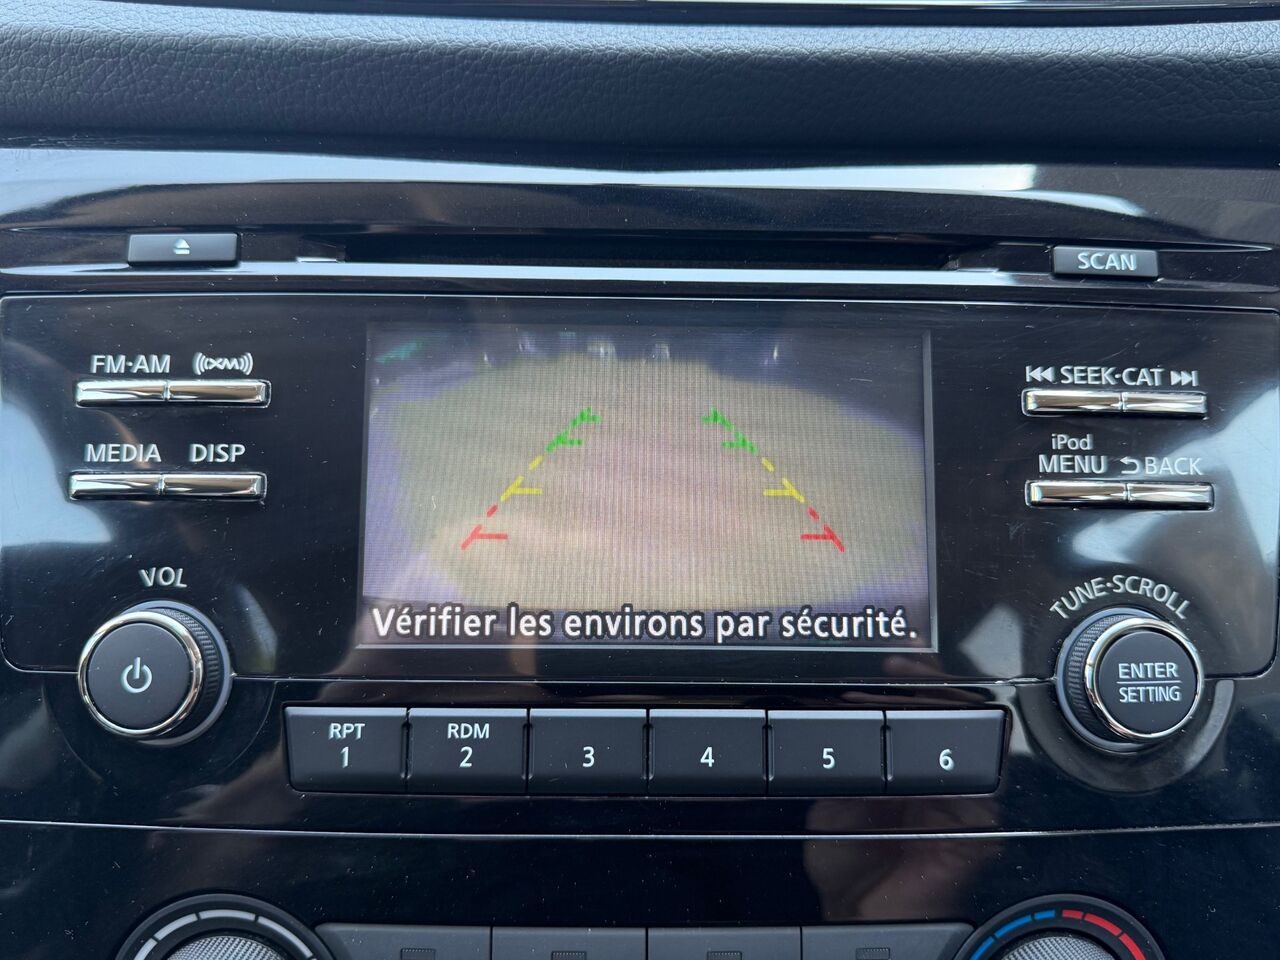 SCAN
FM·AM XM
SEEK·CAT
MEDIA DISP
iPod
MENU BACK
Vérifier les environs par sécurité.
VOL
TUNE·SCROLL
ENTER
SETTING
RPT RDM
1 2 3 4 5 6